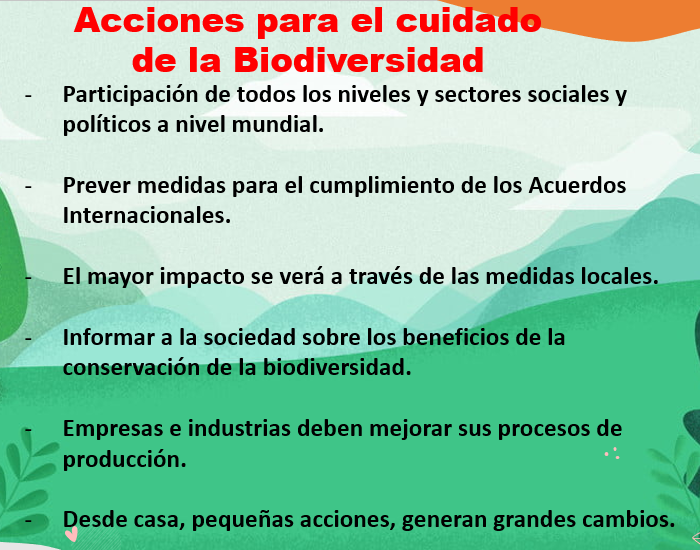 Acciones para el cuidado
de la Biodiversidad
- Participación de todos los niveles y sectores sociales y
políticos a nivel mundial.
- Prever medidas para el cumplimiento de los Acuerdos
Internacionales.
- El mayor impacto se verá a través de las medidas locales.
- Informar a la sociedad sobre los beneficios de la
conservación de la biodiversidad.
- Empresas e industrias deben mejorar sus procesos de
producción.
- Desde casa, pequeñas acciones, generan grandes cambios.